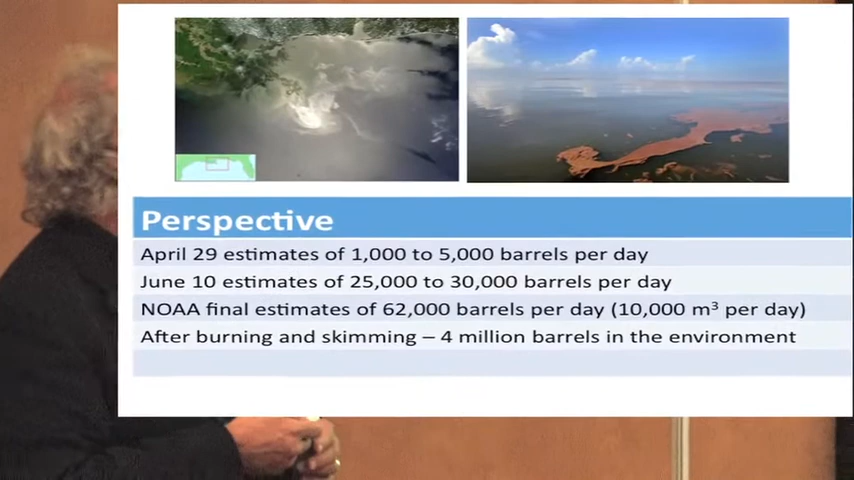 Perspective
April 29 estimates of 1,000 to 5,000 barrels per day
June 10 estimates of 25,000 to 30,000 barrels per day
NOAA final estimates of 62,000 barrels per day (10,000 m³ per day)
After burning and skimming – 4 million barrels in the environment